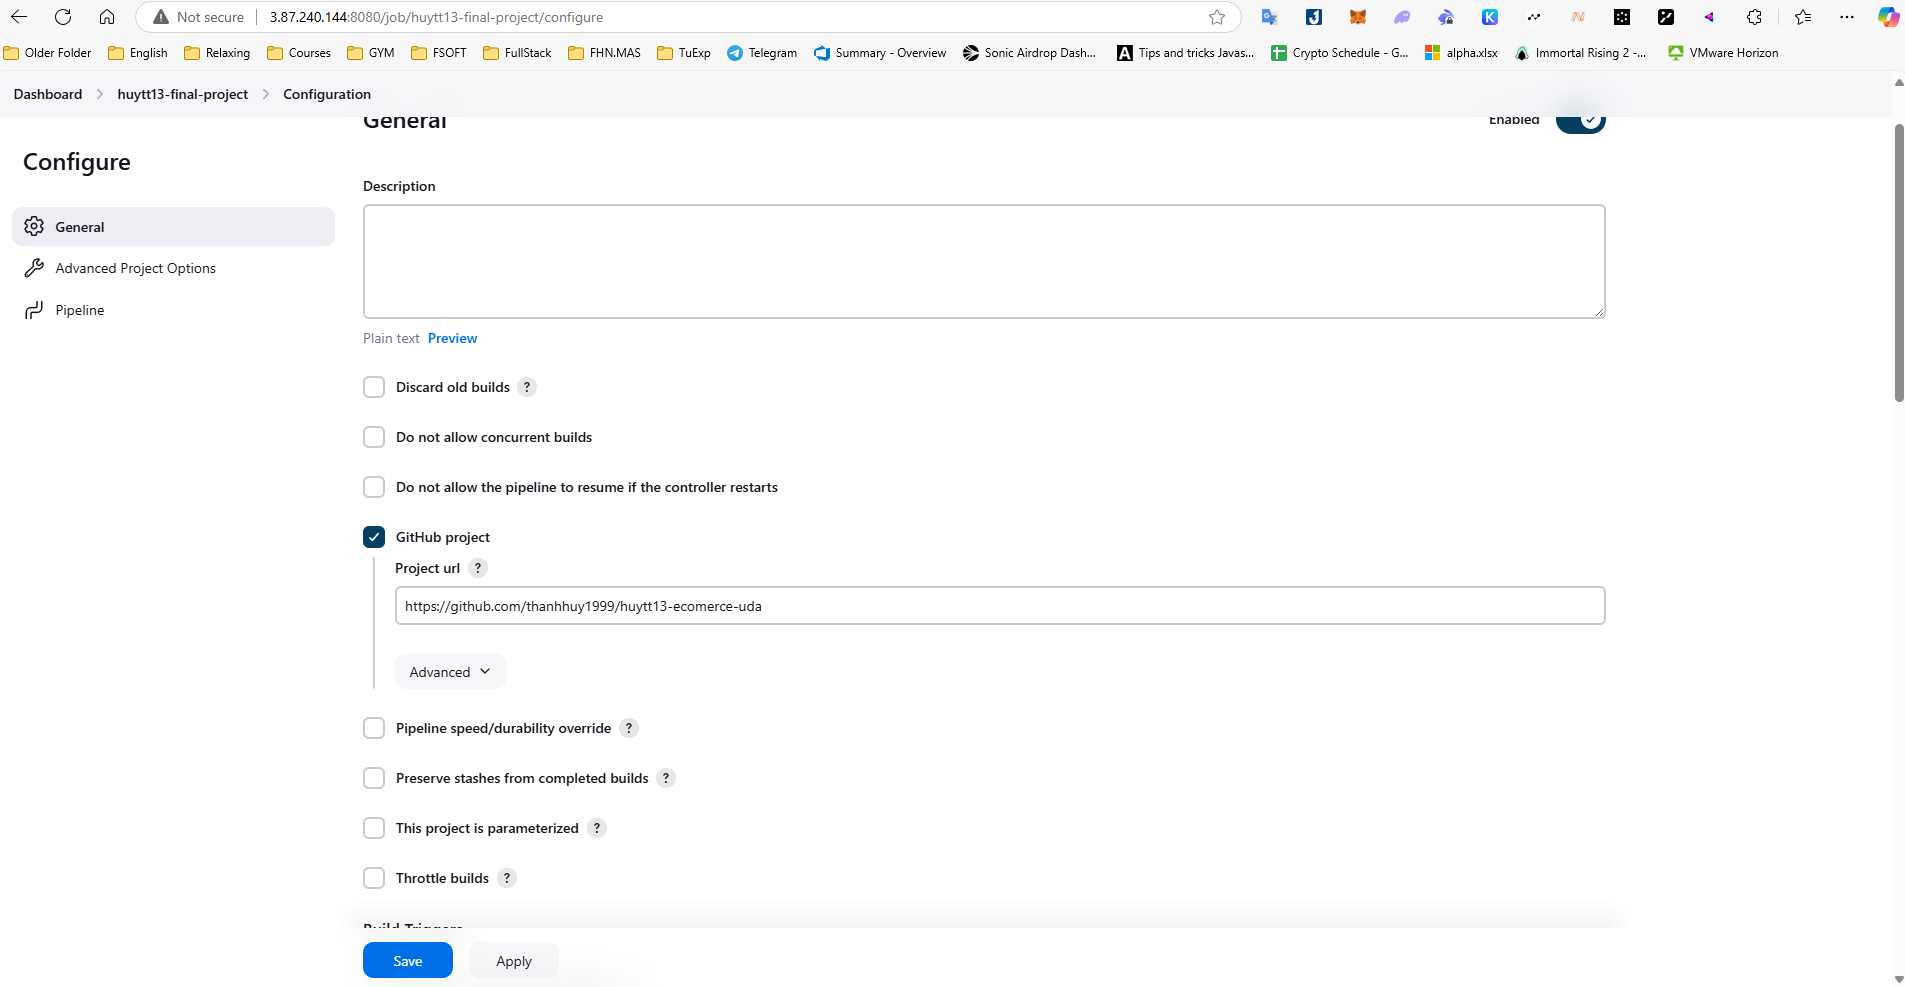 Not secure
3.87.240.144:8080/job/huytt13-final-project/configure
Older Folder English Relaxing Courses GYM FSOFT FullStack FHN.MAS TuExp Telegram Summary - Overview Sonic Airdrop Dash... Tips and tricks Javas... Crypto Schedule - G... alpha.xlsx Immortal Rising 2 -... VMware Horizon
Dashboard huytt13-final-project Configuration
General
Enabled
Configure
General
Advanced Project Options
Pipeline
Description
Plain text Preview
Discard old builds ?
Do not allow concurrent builds
Do not allow the pipeline to resume if the controller restarts
GitHub project
Project url ?
https://github.com/thanhhuy1999/huytt13-ecomerce-uda
Advanced
Pipeline speed/durability override ?
Preserve stashes from completed builds ?
This project is parameterized ?
Throttle builds ?
Build Triggers
Save Apply